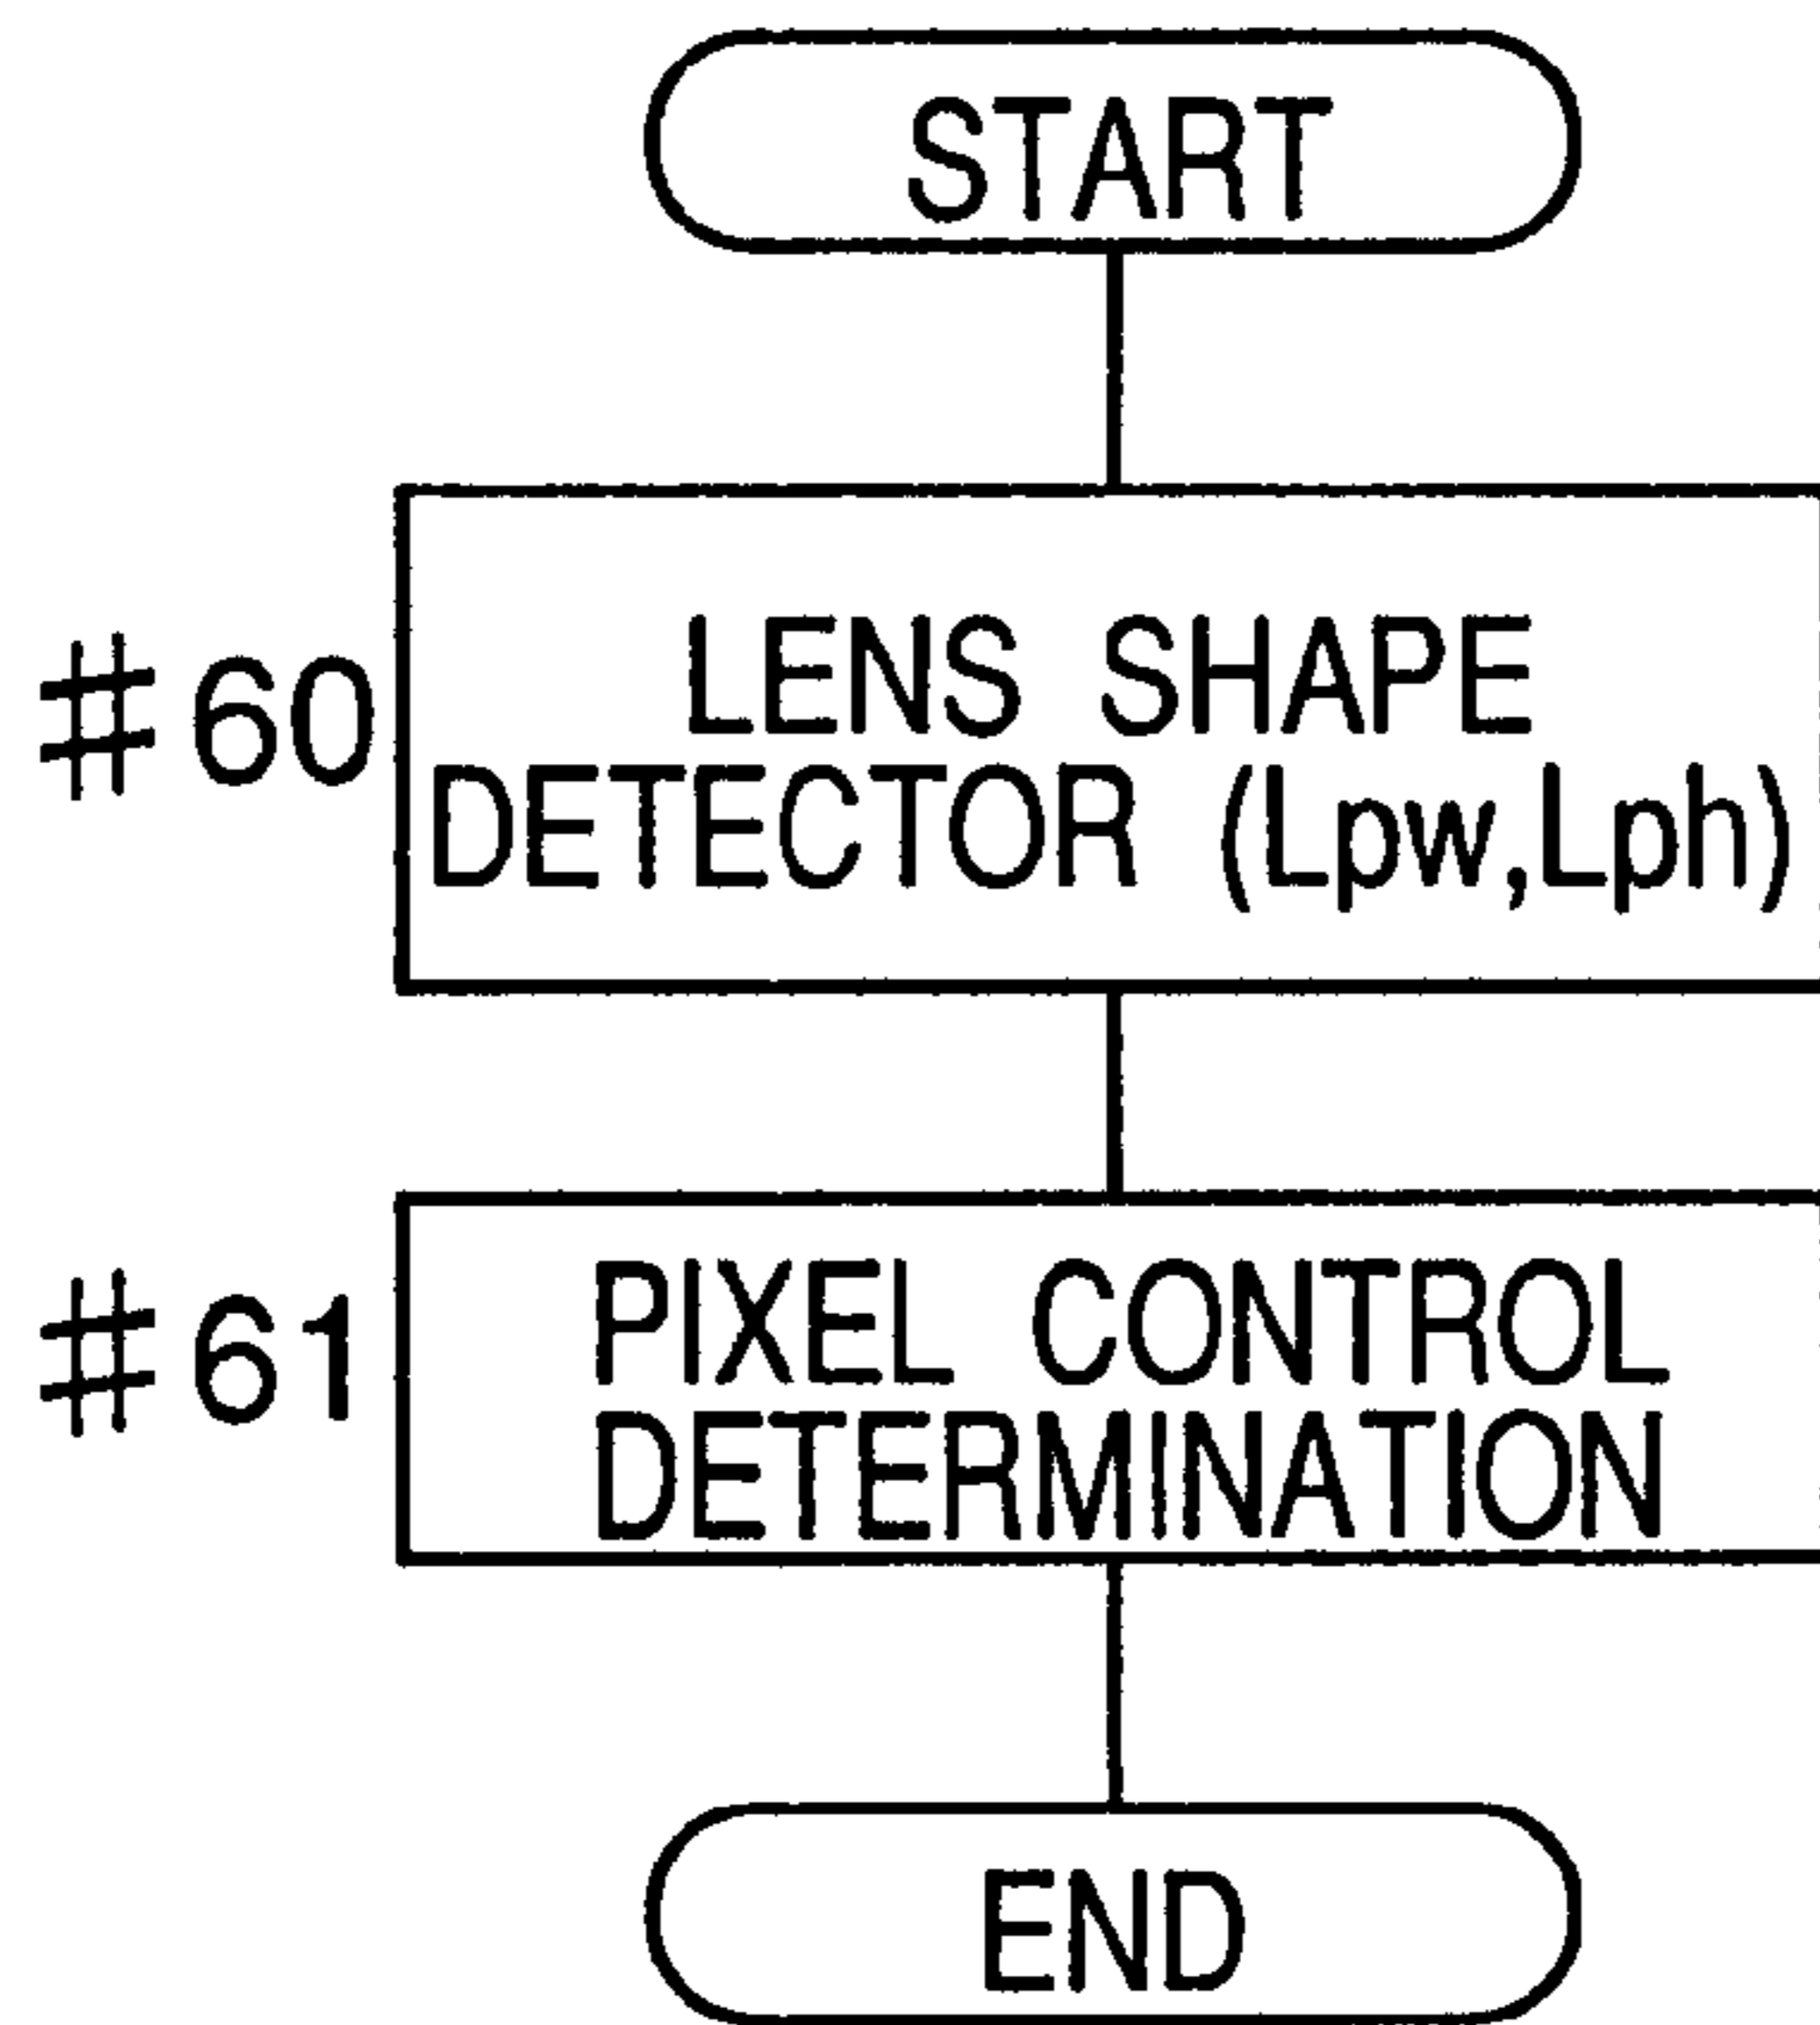 START
#60
LENS SHAPE
DETECTOR (Lpw,Lph)
#61
PIXEL CONTROL
DETERMINATION
END